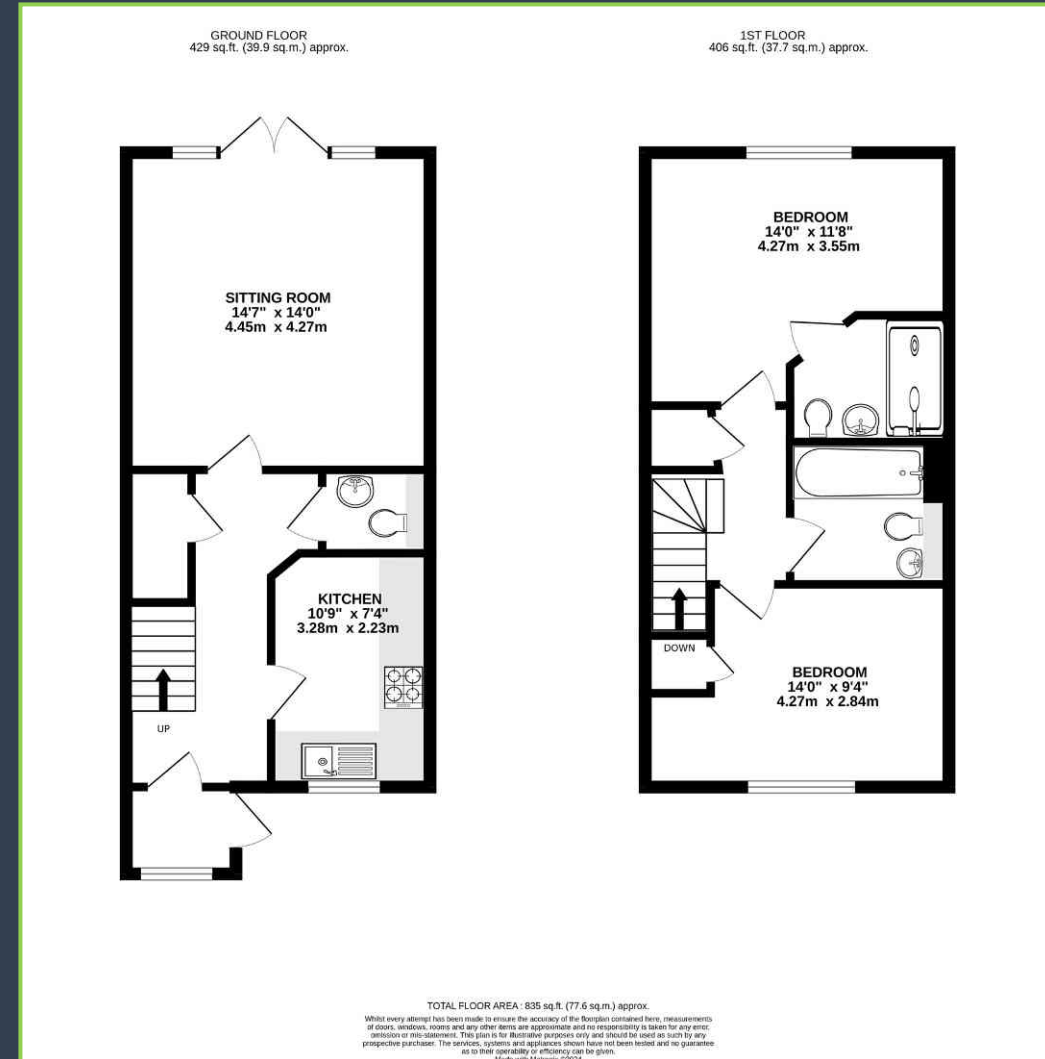 GROUND FLOOR
429 sq.ft. (39.9 sq.m.) approx.
1ST FLOOR
406 sq.ft. (37.7 sq.m.) approx.
SITTING ROOM
14'7" x 14'0"
4.45m x 4.27m
KITCHEN
10'9" x 7'4"
3.28m x 2.23m
UP
BEDROOM
14'0" x 11'8"
4.27m x 3.55m
DOWN
BEDROOM
14'0" x 9'4"
4.27m x 2.84m
TOTAL FLOOR AREA : 835 sq.ft. (77.6 sq.m.) approx.
Whilst every attempt has been made to ensure the accuracy of the floorplan contained here, measurements
of doors, windows, rooms and any other items are approximate and no responsibility is taken for any error,
omission or mis-statement. This plan is for illustrative purposes only and should be used as such by any
prospective purchaser. The services, systems and appliances shown have not been tested and no guarantee
as to their operability or efficiency can be given.
Made with Metropix ©2024